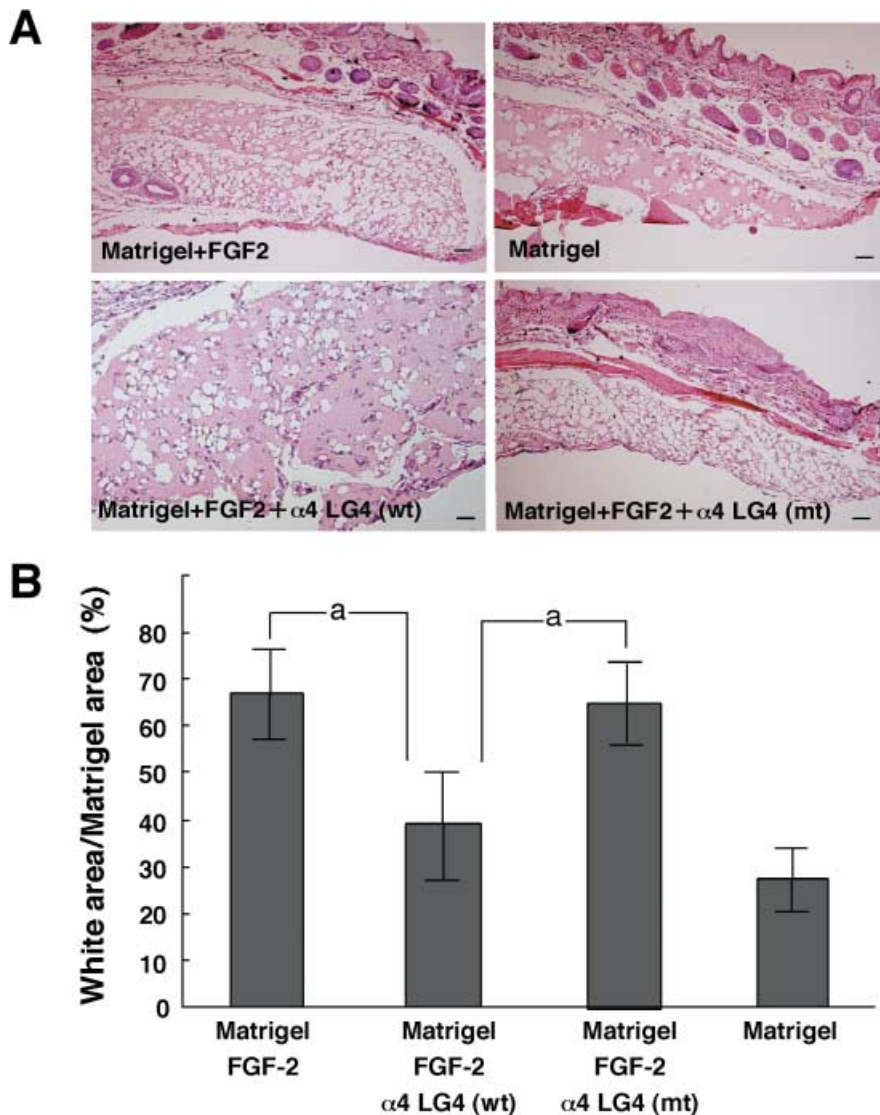 A
Matrigel+FGF2
Matrigel
Matrigel+FGF2+α4 LG4 (wt)
Matrigel+FGF2+α4 LG4 (mt)
B
White area/Matrigel area (%)
80
70
60
50
40
30
20
10
0
a
a
Matrigel
FGF-2
Matrigel
FGF-2
α4 LG4 (wt)
Matrigel
FGF-2
α4 LG4 (mt)
Matrigel